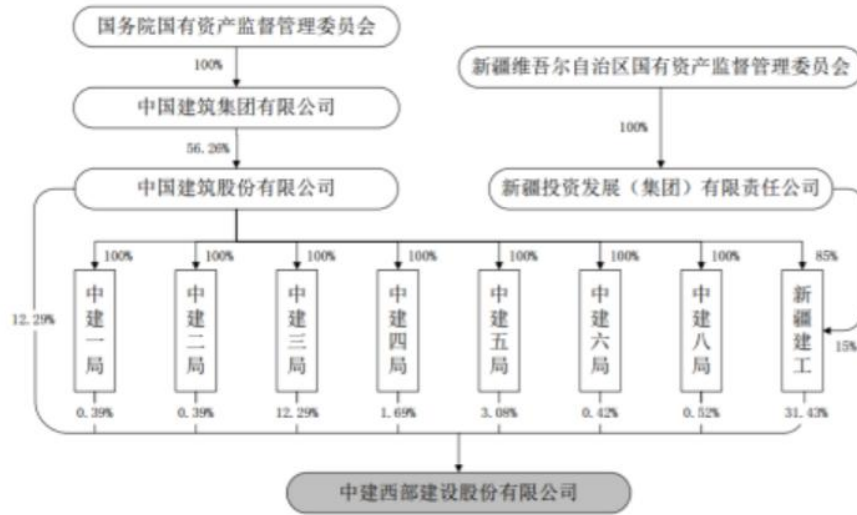 国务院国有资产监督管理委员会
新疆维吾尔自治区国有资产监督管理委员会
100%
中国建筑集团有限公司
100%
56.26%
中国建筑股份有限公司
新疆投资发展（集团）有限责任公司
100%
100%
100%
100%
100%
100%
100%
85%
12.29%
中建一局
中建二局
中建三局
中建四局
中建五局
中建六局
中建八局
新疆建工
15%
0.39%
0.39%
12.29%
1.69%
3.08%
0.42%
0.52%
31.43%
中建西部建设股份有限公司